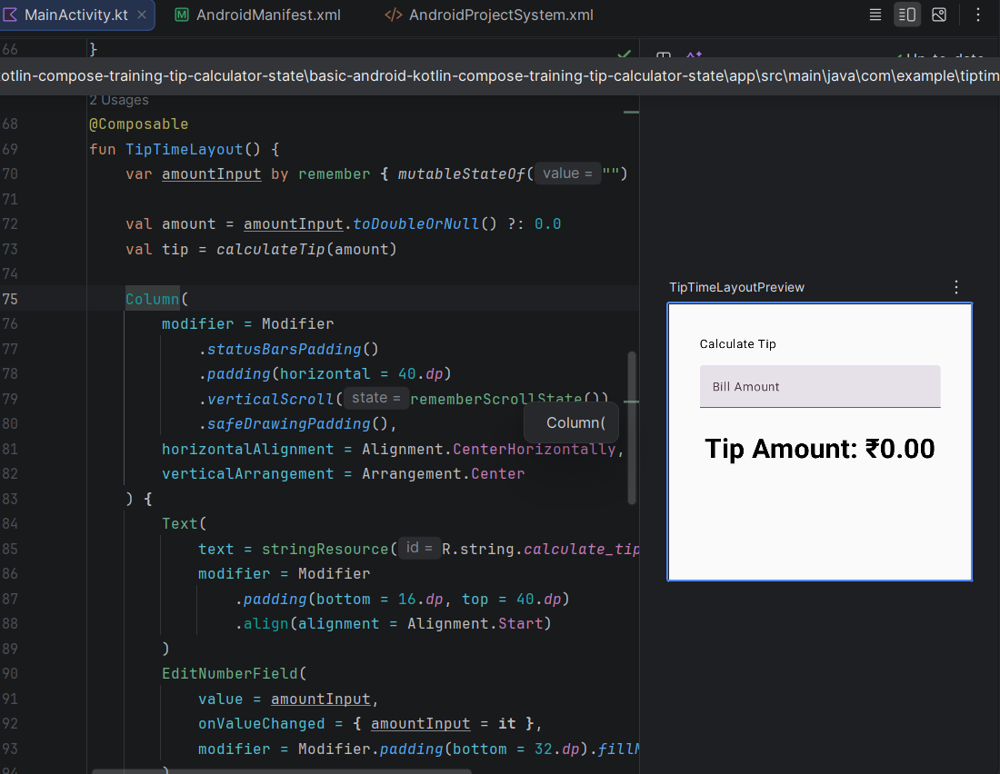 MainActivity.kt
AndroidManifest.xml
</> AndroidProjectSystem.xml
66 }
otlin-compose-training-tip-calculator-state\basic-android-kotlin-compose-training-tip-calculator-state\app\src\main\java\com\example\tiptim
Up-to-date
2 Usages
68 @Composable
69 fun TipTimeLayout() {
70 var amountInput by remember { mutableStateOf( value = "")
71
72 val amount = amountInput.toDoubleOrNull() ?: 0.0
73 val tip = calculateTip(amount)
74
75 Column(
76 modifier = Modifier
77 .statusBarsPadding()
78 .padding(horizontal = 40.dp)
79 .verticalScroll( state = rememberScrollState())
80 .safeDrawingPadding(),
Column(
81 horizontalAlignment = Alignment.CenterHorizontally,
82 verticalArrangement = Arrangement.Center
83 ) {
84 Text(
85 text = stringResource( id = R.string.calculate_tip
86 modifier = Modifier
87 .padding(bottom = 16.dp, top = 40.dp)
88 .align(alignment = Alignment.Start)
89 )
90 EditNumberField(
91 value = amountInput,
92 onValueChanged = { amountInput = it },
93 modifier = Modifier.padding(bottom = 32.dp).fillM
94 )
TipTimeLayoutPreview
Calculate Tip
Bill Amount
Tip Amount: ₹0.00